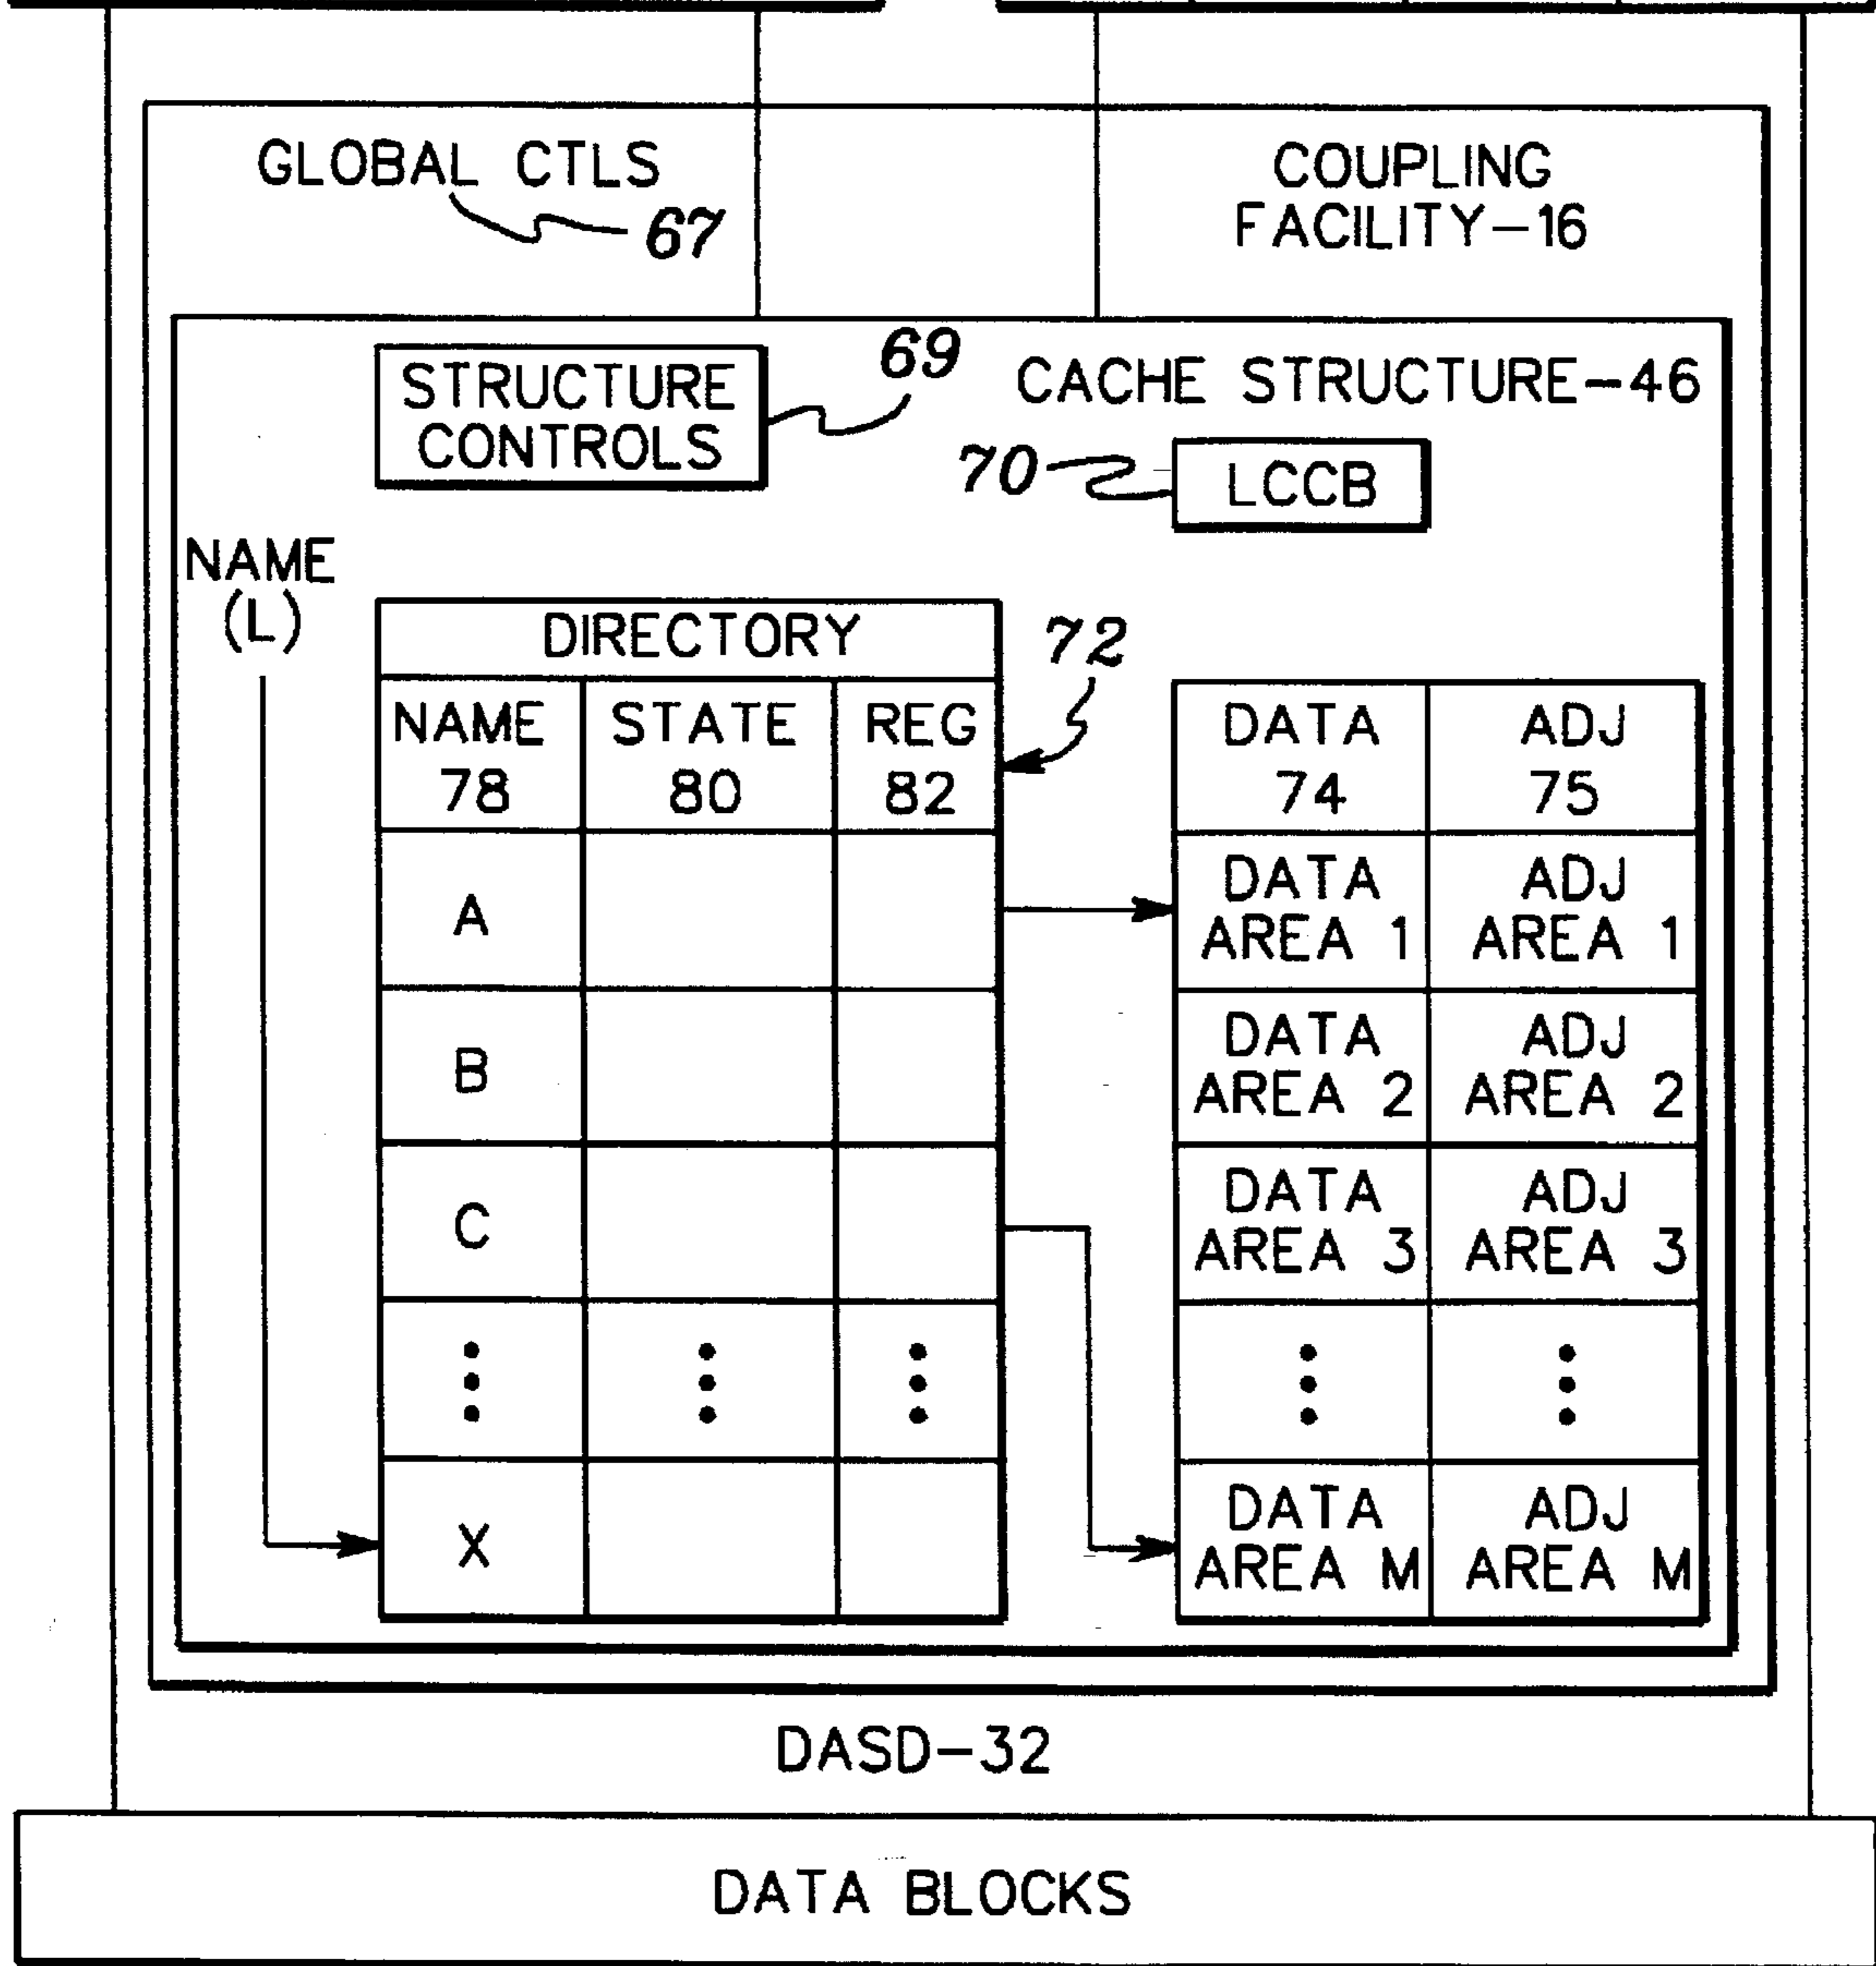 GLOBAL CTLS
67
COUPLING
FACILITY-16
STRUCTURE
CONTROLS
69
CACHE STRUCTURE-46
70
LCCB
NAME
(L)
DIRECTORY
72
NAME STATE REG
78 80 82
A
B
C
X
DATA ADJ
74 75
DATA ADJ
AREA 1 AREA 1
DATA ADJ
AREA 2 AREA 2
DATA ADJ
AREA 3 AREA 3
DATA ADJ
AREA M AREA M
DASD-32
DATA BLOCKS